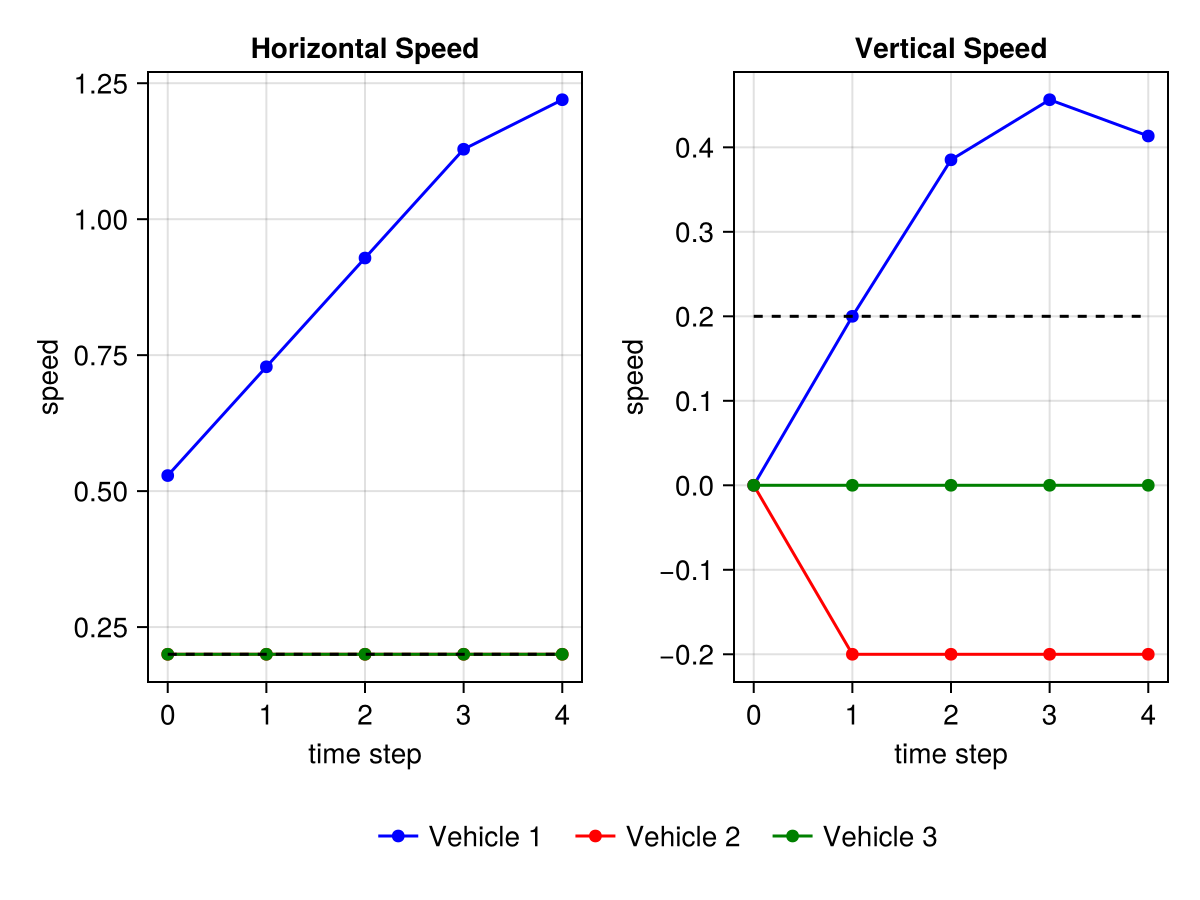 Horizontal Speed
1.25
1.00
0.75
0.50
0.25
speed
0 1 2 3 4
time step
Vertical Speed
0.4
0.3
0.2
0.1
0.0
−0.1
−0.2
speed
0 1 2 3 4
time step
Vehicle 1 Vehicle 2 Vehicle 3